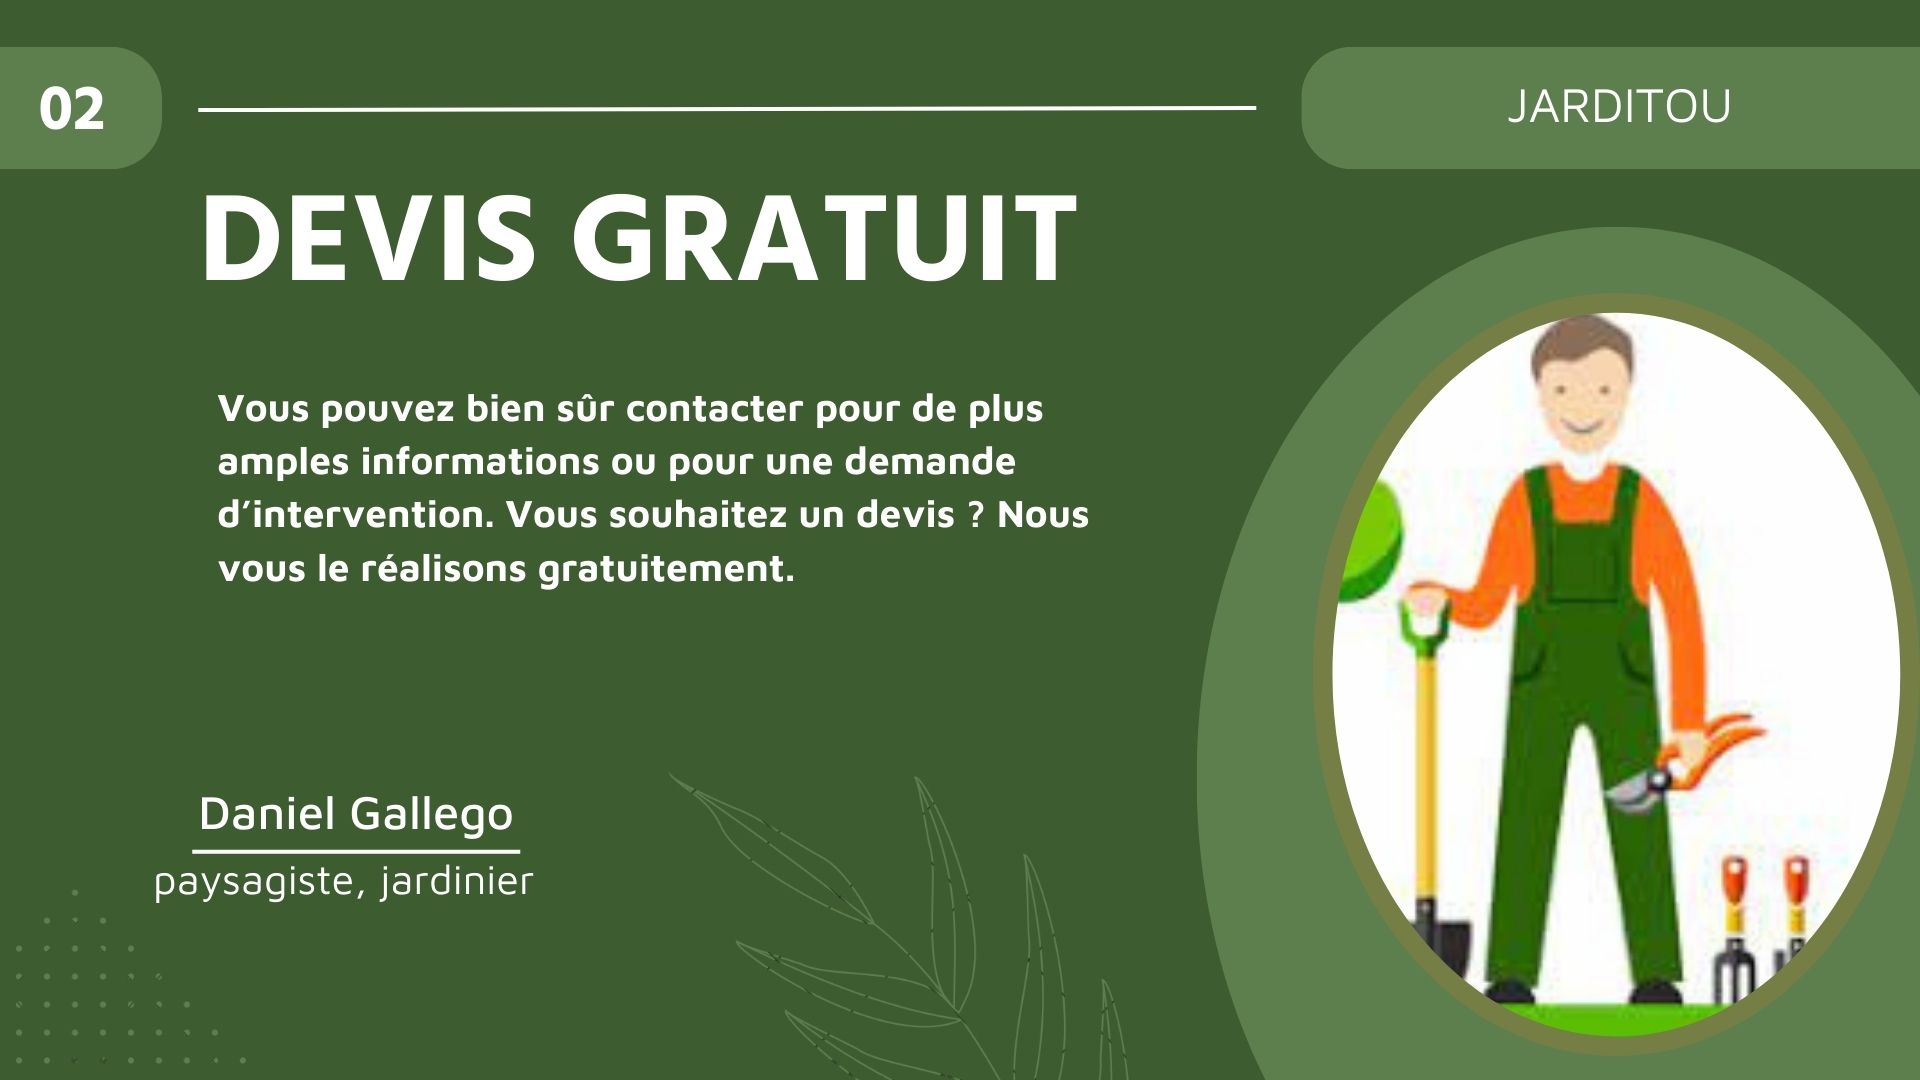 02
JARDITOU
DEVIS GRATUIT
Vous pouvez bien sûr contacter pour de plus
amples informations ou pour une demande
d’intervention. Vous souhaitez un devis ? Nous
vous le réalisons gratuitement.
Daniel Gallego
paysagiste, jardinier